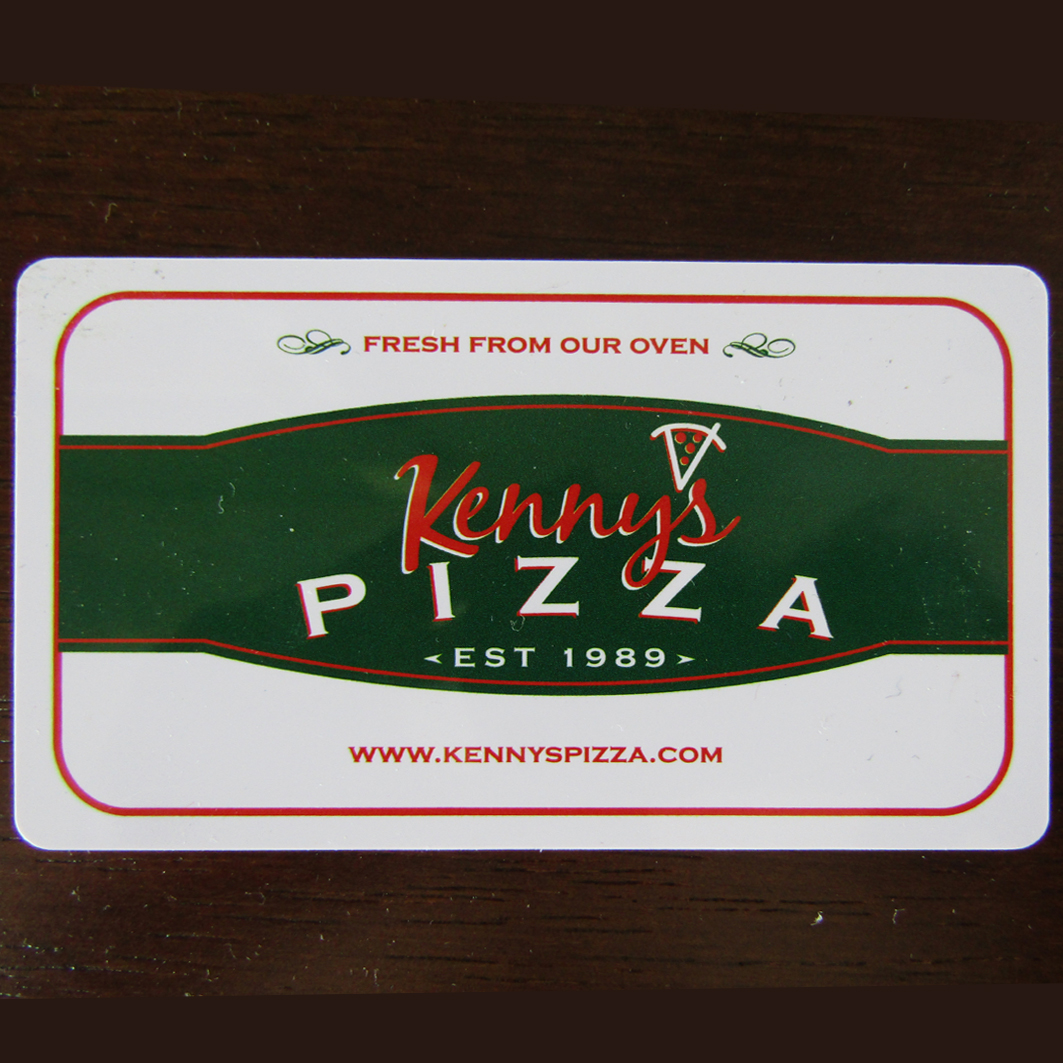 FRESH FROM OUR OVEN
Kenny's
PIZZA
EST 1989
WWW.KENNYSPIZZA.COM